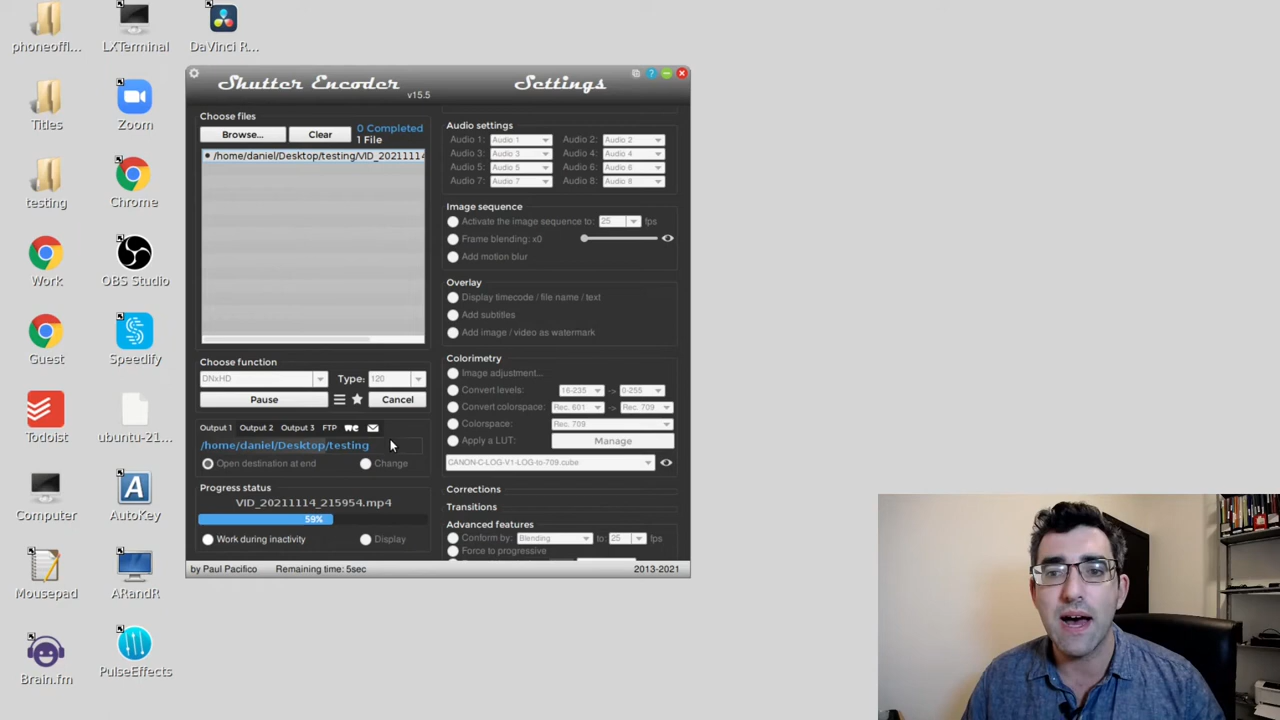 phoneoffl...
LXTerminal
DaVinci R...
Titles
Zoom
testing
Chrome
Work
OBS Studio
Guest
Speedify
Todoist
ubuntu-21...
Computer
AutoKey
Mousepad
ARandR
Brain.fm
PulseEffects
Shutter Encoder
v15.5
Settings
?
Choose files
Browse...
Clear
0 Completed
1 File
/home/daniel/Desktop/testing/VID_20211114
Choose function
DNxHD
Type:
120
Pause
Cancel
Output 1
Output 2
Output 3
FTP
/home/daniel/Desktop/testing
Open destination at end
Change
Progress status
VID_20211114_215954.mp4
59%
Work during inactivity
Display
Audio settings
Audio 1: Audio 1 Audio 2: Audio 2
Audio 3: Audio 3 Audio 4: Audio 4
Audio 5: Audio 5 Audio 6: Audio 6
Audio 7: Audio 7 Audio 8: Audio 8
Image sequence
Activate the image sequence to: 25 fps
Frame blending: x0
Add motion blur
Overlay
Display timecode / file name / text
Add subtitles
Add image / video as watermark
Colorimetry
Image adjustment...
Convert levels: 16-235 -> 0-255
Convert colorspace: Rec. 601 -> Rec. 709
Colorspace: Rec. 709
Apply a LUT: Manage
CANON-C-LOG-V1-LOG-to-709.cube
Corrections
Transitions
Advanced features
Conform by: Blending to: 25 fps
Force to progressive
by Paul Pacifico
Remaining time: 5sec
2013-2021